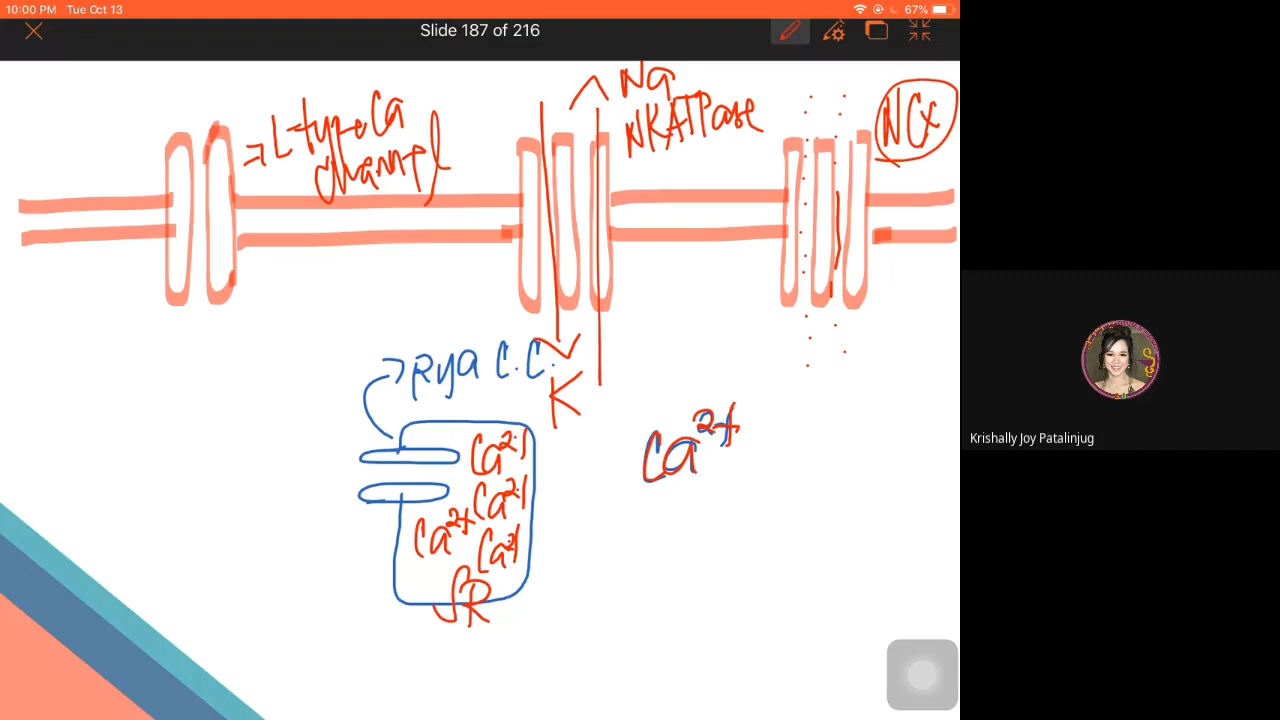 10:00 PM Tue Oct 13
67%
Slide 187 of 216
L-type Ca
channel
Na
NKATPase
NCX
Rya C.C.
K
Ca2+
Ca2+
Ca2+
Ca2+
Ca2+
SR
Krishally Joy Patalinjug